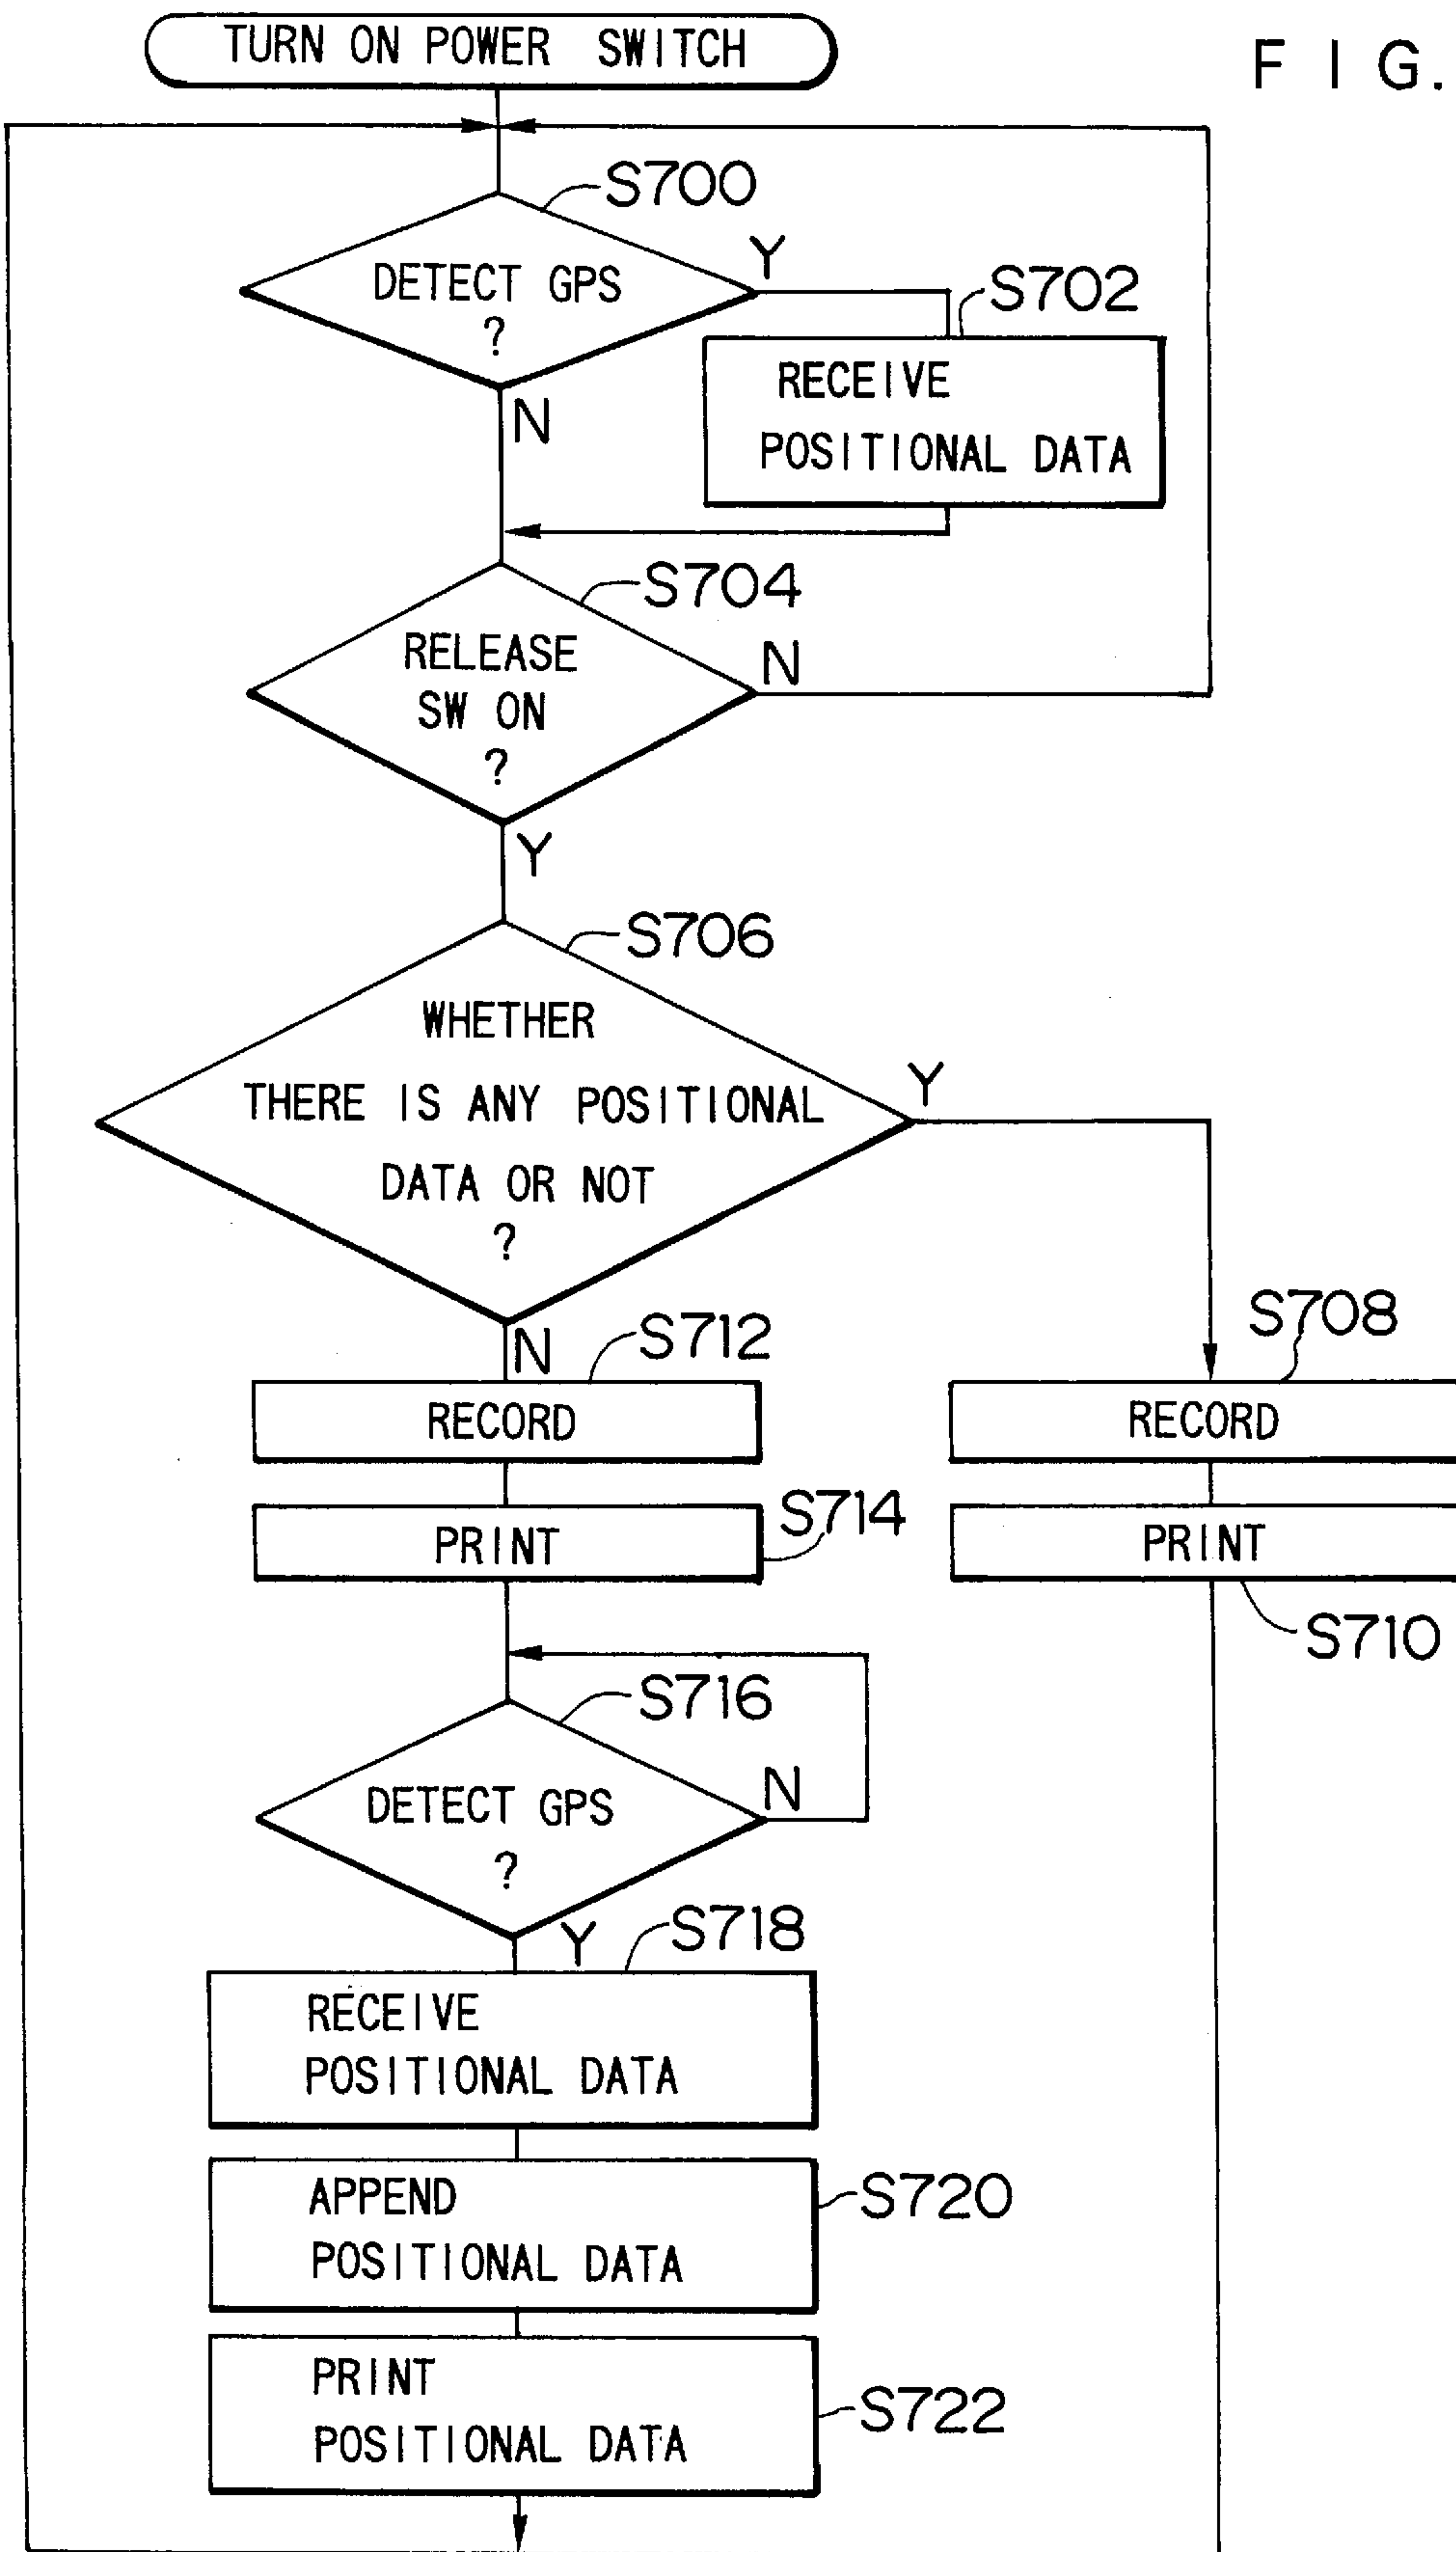 TURN ON POWER SWITCH
FIG.
S700
DETECT GPS
?
Y
N
S702
RECEIVE
POSITIONAL DATA
S704
RELEASE
SW ON
?
N
Y
S706
WHETHER
THERE IS ANY POSITIONAL
DATA OR NOT
?
Y
N
S712
RECORD
S708
RECORD
S714
PRINT
PRINT
S710
S716
DETECT GPS
?
N
Y
S718
RECEIVE
POSITIONAL DATA
APPEND
POSITIONAL DATA
S720
PRINT
POSITIONAL DATA
S722